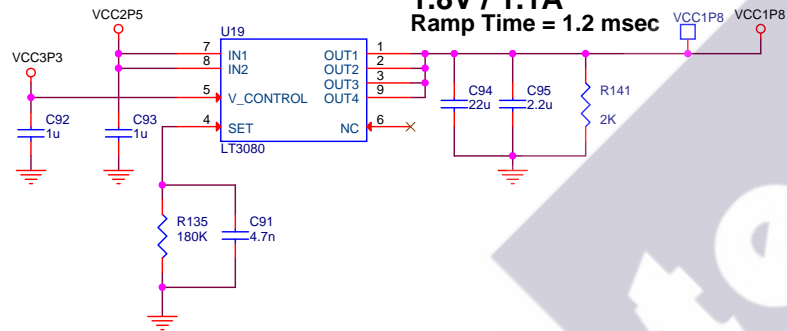 1.8V / 1.1A
Ramp Time = 1.2 msec
VCC2P5
VCC1P8
VCC1P8
U19
VCC3P3
7
IN1
OUT1
1
8
IN2
OUT2
2
OUT3
3
5
V_CONTROL
OUT4
9
4
SET
NC
6
LT3080
C92
1u
C93
1u
C94
22u
C95
2.2u
R141
2K
R135
180K
C91
4.7n